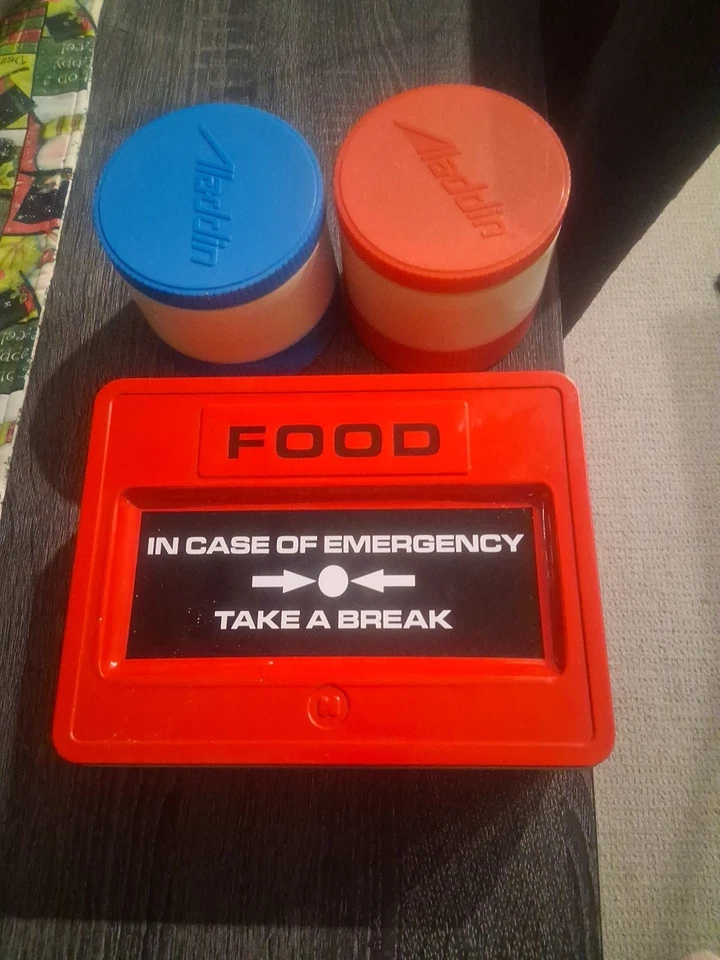 Aladdin
Aladdin
FOOD
IN CASE OF EMERGENCY
TAKE A BREAK